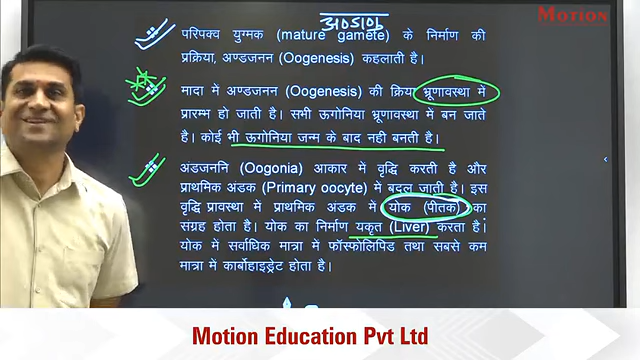 Motion
अण्डाणु
परिपक्व युग्मक (mature gamete) के निर्माण की
प्रक्रिया, अण्डजनन (Oogenesis) कहलाती है।
मादा में अण्डजनन (Oogenesis) की क्रिया भ्रूणावस्था में
प्रारम्भ हो जाती है। सभी ऊगोनिया भ्रूणावस्था में बन जाते
है। कोई भी ऊगोनिया जन्म के बाद नही बनती है।
अंडजननि (Oogonia) आकार में वृद्धि करती है और
प्राथमिक अंडक (Primary oocyte) में बदल जाती है। इस
वृद्धि प्रावस्था में प्राथमिक अंडक में योक (पीतक) का
संग्रह होता है। योक का निर्माण यकृत (Liver) करता है।
योक में सर्वाधिक मात्रा में फॉस्फोलिपिड तथा सबसे कम
मात्रा में कार्बोहाइड्रेट होता है।
Motion Education Pvt Ltd